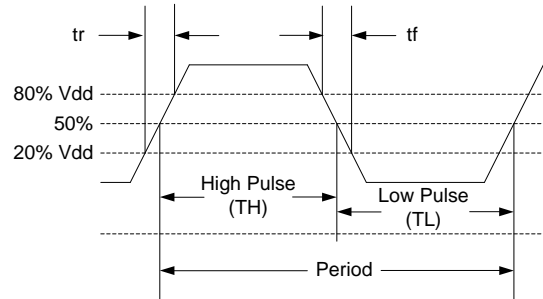 tr
tf
80% Vdd
50%
20% Vdd
High Pulse
(TH)
Low Pulse
(TL)
Period